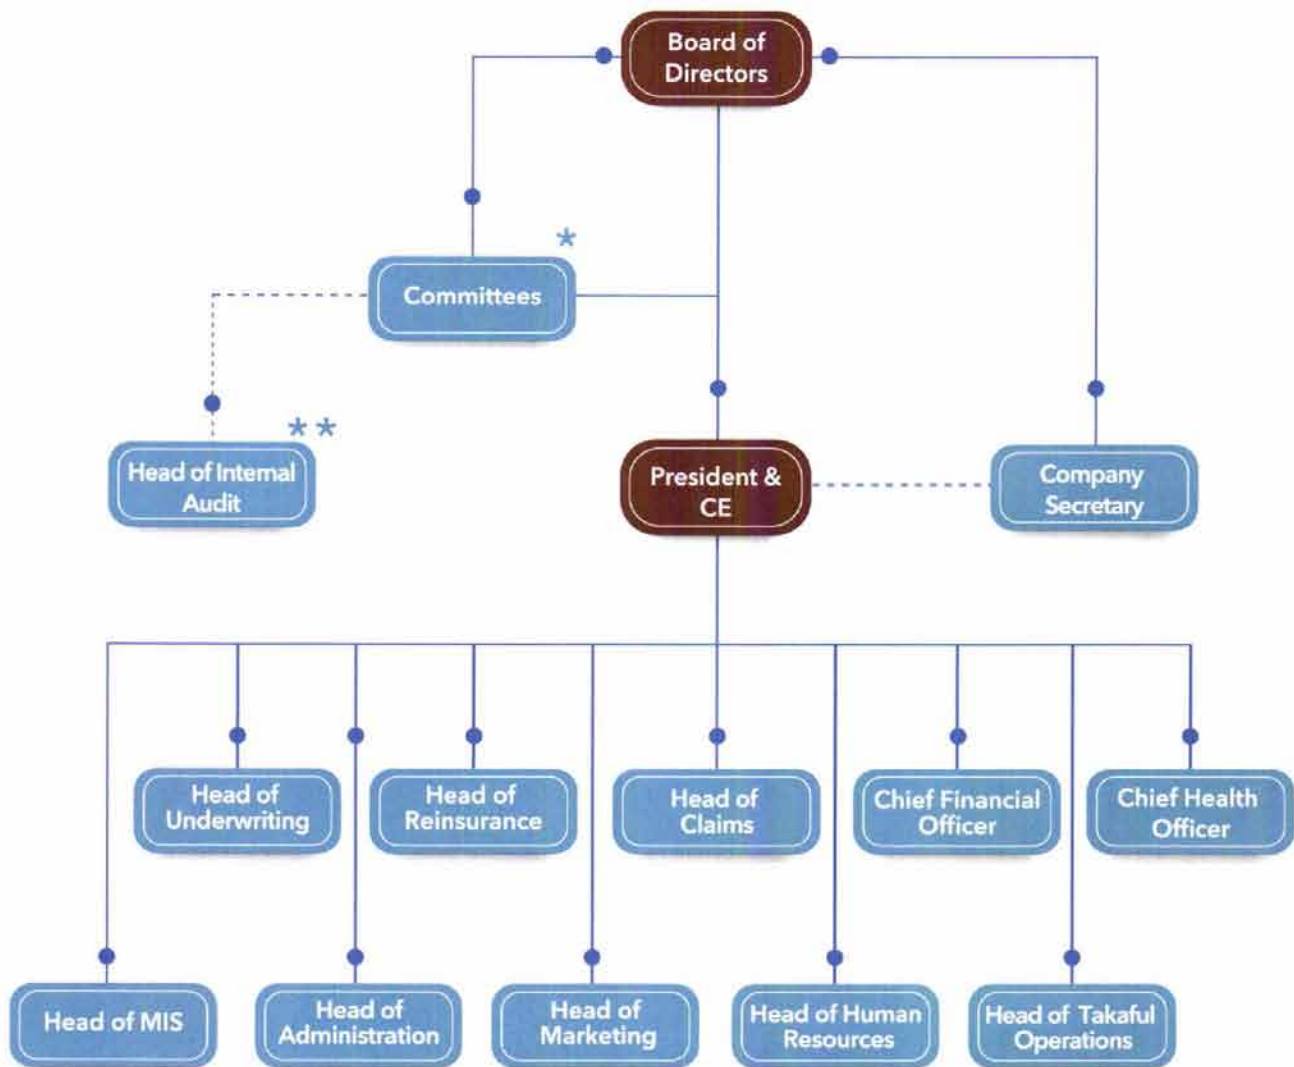 Board of
Directors
*
Committees
**
Head of Internal
Audit
President &
CE
Company
Secretary
Head of
Underwriting
Head of
Reinsurance
Head of
Claims
Chief Financial
Officer
Chief Health
Officer
Head of MIS
Head of
Administration
Head of
Marketing
Head of Human
Resources
Head of Takaful
Operations